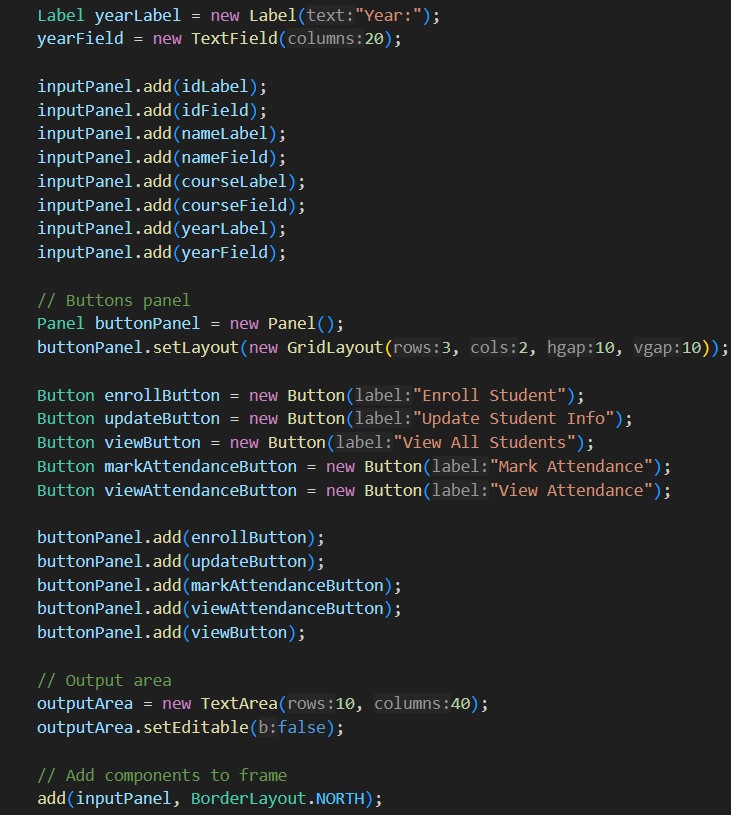 Label yearLabel = new Label(text:"Year:");
yearField = new TextField(columns:20);
inputPanel.add(idLabel);
inputPanel.add(idField);
inputPanel.add(nameLabel);
inputPanel.add(nameField);
inputPanel.add(courseLabel);
inputPanel.add(courseField);
inputPanel.add(yearLabel);
inputPanel.add(yearField);
// Buttons panel
Panel buttonPanel = new Panel();
buttonPanel.setLayout(new GridLayout(rows:3, cols:2, hgap:10, vgap:10));
Button enrollButton = new Button(label:"Enroll Student");
Button updateButton = new Button(label:"Update Student Info");
Button viewButton = new Button(label:"View All Students");
Button markAttendanceButton = new Button(label:"Mark Attendance");
Button viewAttendanceButton = new Button(label:"View Attendance");
buttonPanel.add(enrollButton);
buttonPanel.add(updateButton);
buttonPanel.add(markAttendanceButton);
buttonPanel.add(viewAttendanceButton);
buttonPanel.add(viewButton);
// Output area
outputArea = new TextArea(rows:10, columns:40);
outputArea.setEditable(b:false);
// Add components to frame
add(inputPanel, BorderLayout.NORTH);